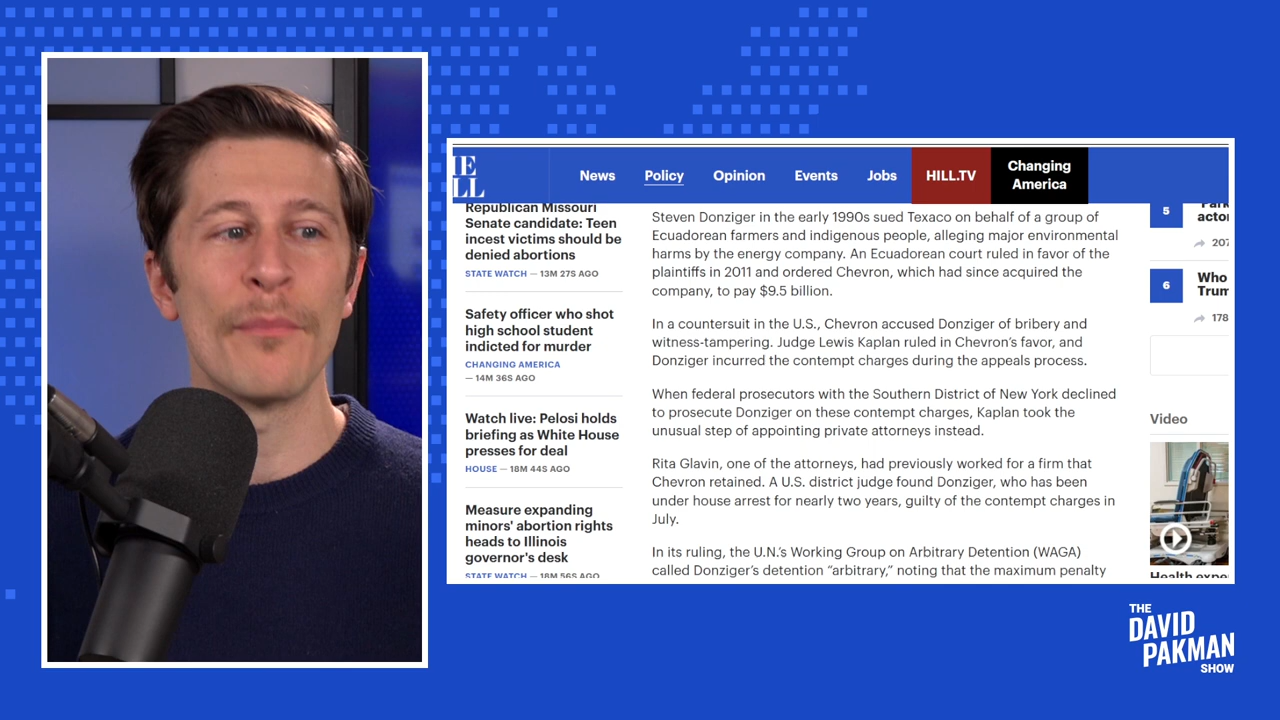 IE
LL
News
Policy
Opinion
Events
Jobs
HILL.TV
Changing
America
Republican Missouri
Senate candidate: Teen
incest victims should be
denied abortions
STATE WATCH — 13M 27S AGO
Safety officer who shot
high school student
indicted for murder
CHANGING AMERICA
— 14M 36S AGO
Watch live: Pelosi holds
briefing as White House
presses for deal
HOUSE — 18M 44S AGO
Measure expanding
minors' abortion rights
heads to Illinois
governor's desk
STATE WATCH — 18M 56S AGO
Steven Donziger in the early 1990s sued Texaco on behalf of a group of
Ecuadorean farmers and indigenous people, alleging major environmental
harms by the energy company. An Ecuadorean court ruled in favor of the
plaintiffs in 2011 and ordered Chevron, which had since acquired the
company, to pay $9.5 billion.
In a countersuit in the U.S., Chevron accused Donziger of bribery and
witness-tampering. Judge Lewis Kaplan ruled in Chevron's favor, and
Donziger incurred the contempt charges during the appeals process.
When federal prosecutors with the Southern District of New York declined
to prosecute Donziger on these contempt charges, Kaplan took the
unusual step of appointing private attorneys instead.
Rita Glavin, one of the attorneys, had previously worked for a firm that
Chevron retained. A U.S. district judge found Donziger, who has been
under house arrest for nearly two years, guilty of the contempt charges in
July.
In its ruling, the U.N.'s Working Group on Arbitrary Detention (WAGA)
called Donziger's detention “arbitrary,” noting that the maximum penalty
5
acto
207
6
Who
Trum
178
Video
Health expe
THE
DAVID
PAKMAN
SHOW